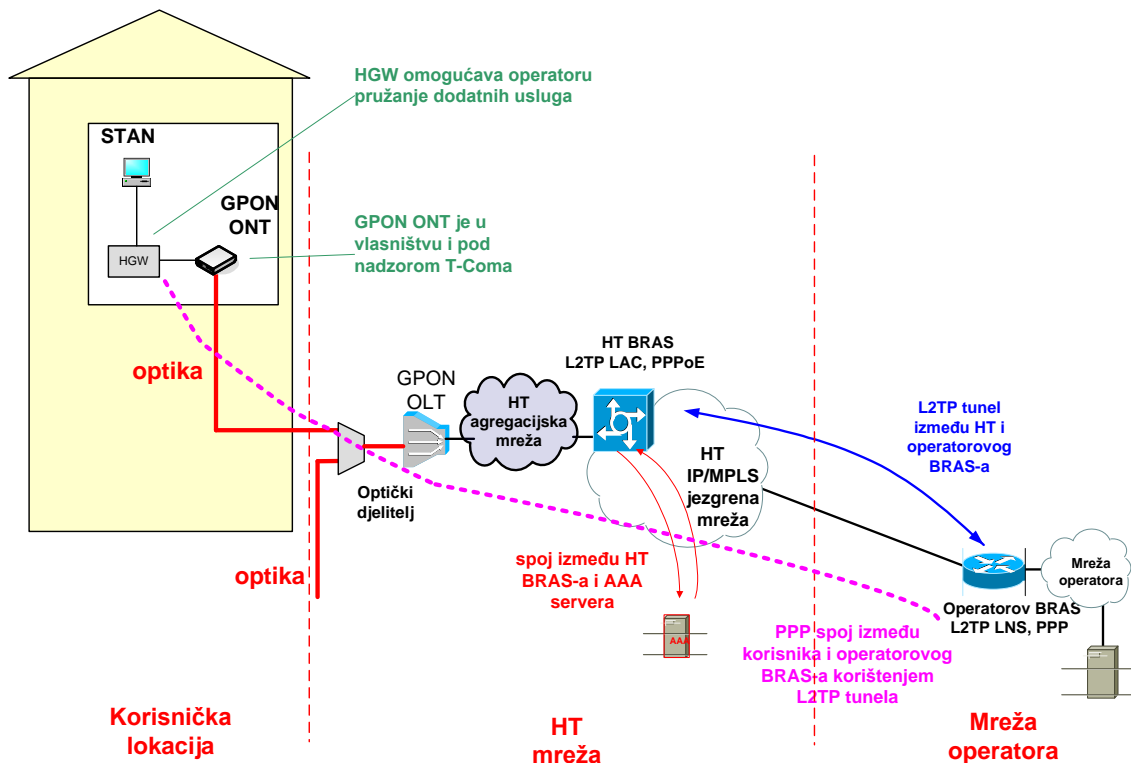 HGW omogućava operatoru
pružanje dodatnih usluga
STAN
GPON
ONT
HGW
GPON ONT je u
vlasništvu i pod
nadzorom T-Coma
optika
GPON
OLT
HT
agregacijska
mreža
HT BRAS
L2TP LAC, PPPoE
L2TP tunel
između HT i
operatorovog
BRAS-a
HT
IP/MPLS
jezgrena
mreža
Optički
djelitelj
optika
spoj između HT
BRAS-a i AAA
servera
AAA
Mreža
operatora
Operatorov BRAS
L2TP LNS, PPP
PPP spoj između
korisnika i operatorovog
BRAS-a korištenjem
L2TP tunela
Korisnička
lokacija
HT
mreža
Mreža
operatora